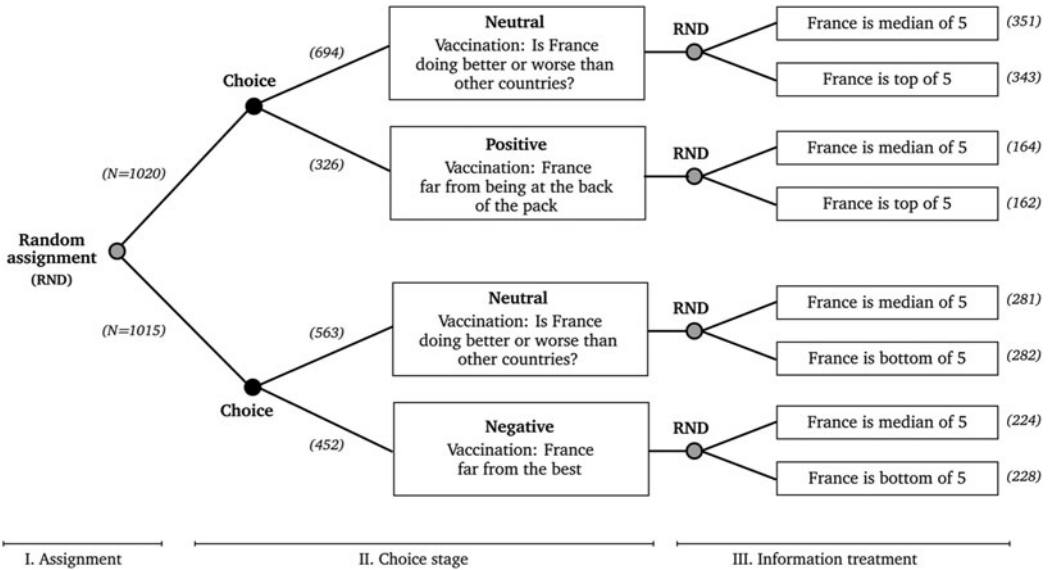 Random
assignment
(RND)
(N=1020)
(N=1015)
Choice
(694)
(326)
Neutral
Vaccination: Is France
doing better or worse than
other countries?
RND
France is median of 5
(351)
France is top of 5
(343)
Positive
Vaccination: France
far from being at the back
of the pack
RND
France is median of 5
(164)
France is top of 5
(162)
Choice
(563)
(452)
Neutral
Vaccination: Is France
doing better or worse than
other countries?
RND
France is median of 5
(281)
France is bottom of 5
(282)
Negative
Vaccination: France
far from the best
RND
France is median of 5
(224)
France is bottom of 5
(228)
I. Assignment
II. Choice stage
III. Information treatment